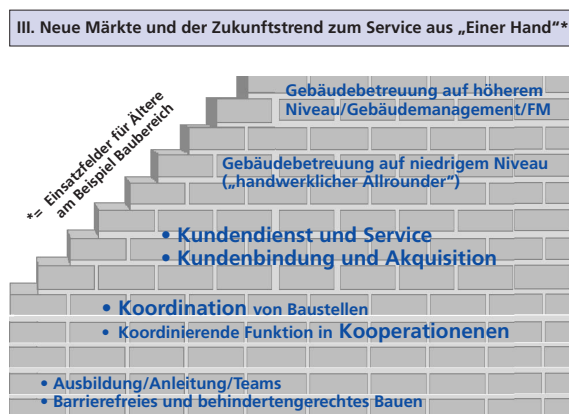 III. Neue Märkte und der Zukunftstrend zum Service aus „Einer Hand“*
*= Einsatzfelder für Ältere
am Beispiel Baubereich
Gebäudebetreuung auf höherem
Niveau/Gebäudemanagement/FM
Gebäudebetreuung auf niedrigem Niveau
(„handwerklicher Allrounder“)
• Kundendienst und Service
• Kundenbindung und Akquisition
• Koordination von Baustellen
• Koordinierende Funktion in Kooperationenen
• Ausbildung/Anleitung/Teams
• Barrierefreies und behindertengerechtes Bauen